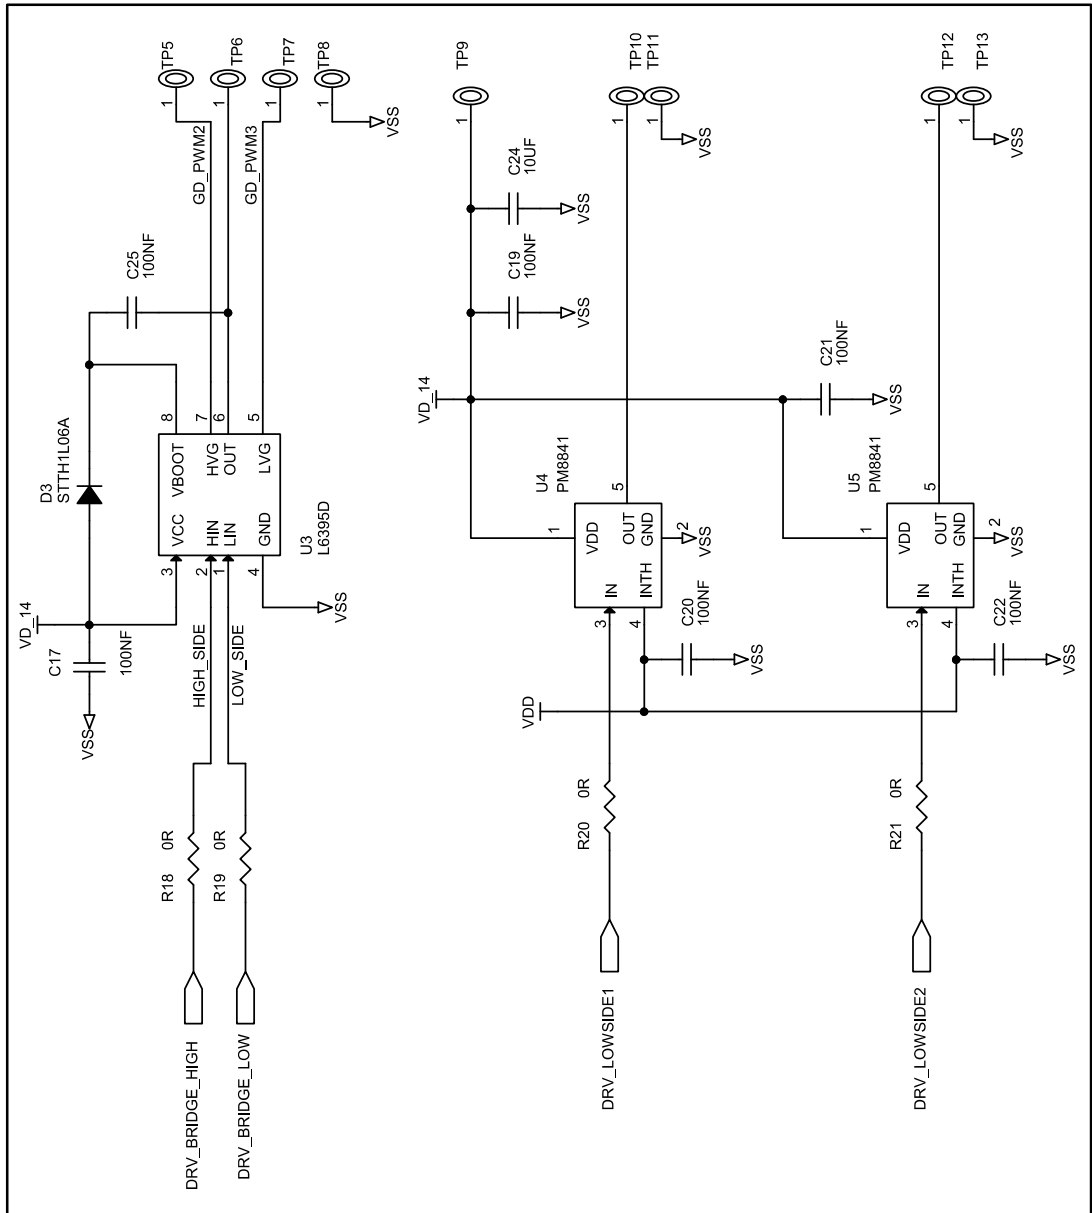 TP5
1
TP6
1
TP7
1
TP8
1
VSS
GD_PWM2
GD_PWM3
C25
100NF
D3
STTH1L06A
8
7
6
5
VBOOT
HVG
OUT
LVG
VCC
HIN
LIN
GND
3
2
1
4
U3
L6395D
VSS
VD_14
C17
100NF
VSS
HIGH_SIDE
LOW_SIDE
R18
0R
R19
0R
DRV_BRIDGE_HIGH
DRV_BRIDGE_LOW
TP9
1
TP10
TP11
1
1
VSS
C24
10UF
VSS
C19
100NF
VSS
VD_14
C21
100NF
VSS
U4
PM8841
5
1
VDD
OUT
GND
2
VSS
IN
INTH
3
4
C20
100NF
VSS
VDD
R20
0R
DRV_LOWSIDE1
TP12
TP13
1
1
VSS
U5
PM8841
5
1
VDD
OUT
GND
2
VSS
IN
INTH
3
4
C22
100NF
VSS
R21
0R
DRV_LOWSIDE2